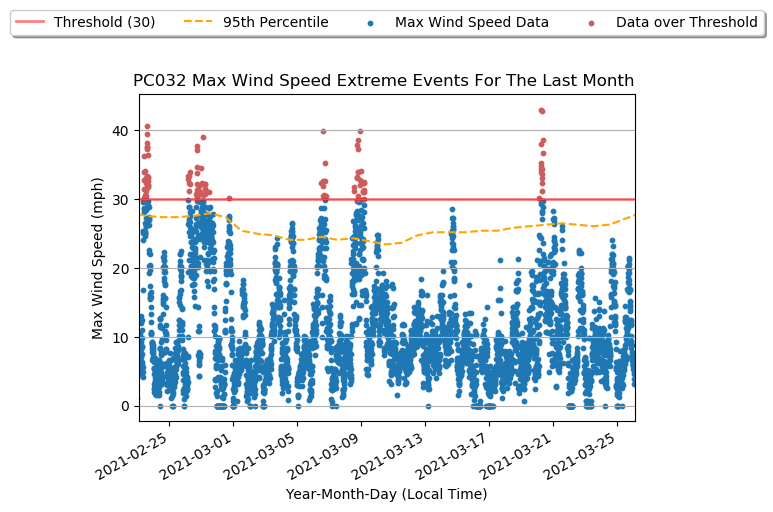 Threshold (30) 95th Percentile Max Wind Speed Data Data over Threshold
PC032 Max Wind Speed Extreme Events For The Last Month
Max Wind Speed (mph)
40
30
20
10
0
2021-02-25 2021-03-01 2021-03-05 2021-03-09 2021-03-13 2021-03-17 2021-03-21 2021-03-25
Year-Month-Day (Local Time)